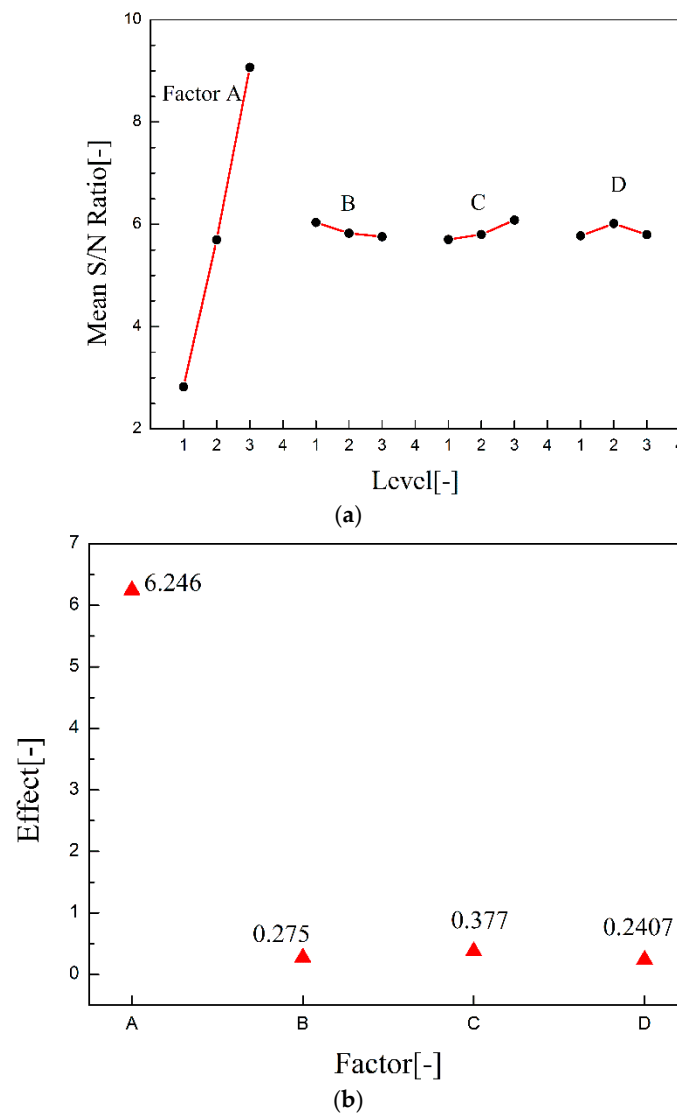 10
Factor A
8
D
B
C
6
4
2
Mean S/N Ratio[-]
1 2 3 4 1 2 3 4 1 2 3 4 1 2 3 4
Level[-]
(a)
7
6.246
6
5
4
3
2
1
0.275
0.377
0.2407
0
Effect[-]
A B C D
Factor[-]
(b)